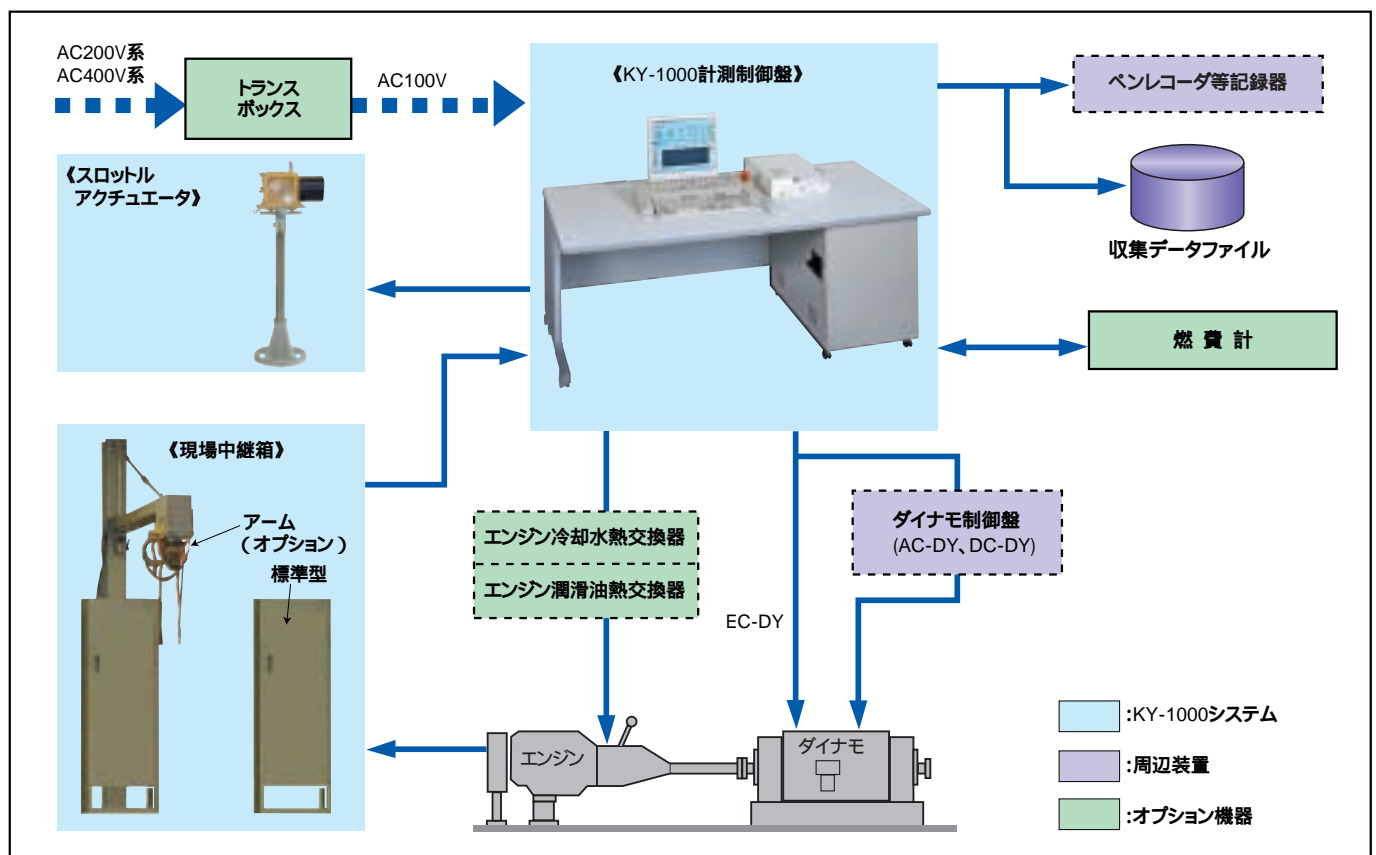 AC200V系
AC400V系
トランス
ボックス
AC100V
《KY-1000計測制御盤》
ペンレコーダ等記録器
収集データファイル
《スロットル
アクチュエータ》
燃 費 計
《現場中継箱》
アーム
(オプション)
標準型
エンジン冷却水熱交換器
エンジン潤滑油熱交換器
ダイナモ制御盤
(AC-DY、DC-DY)
EC-DY
エンジン
ダイナモ
:KY-1000システム
:周辺装置
:オプション機器